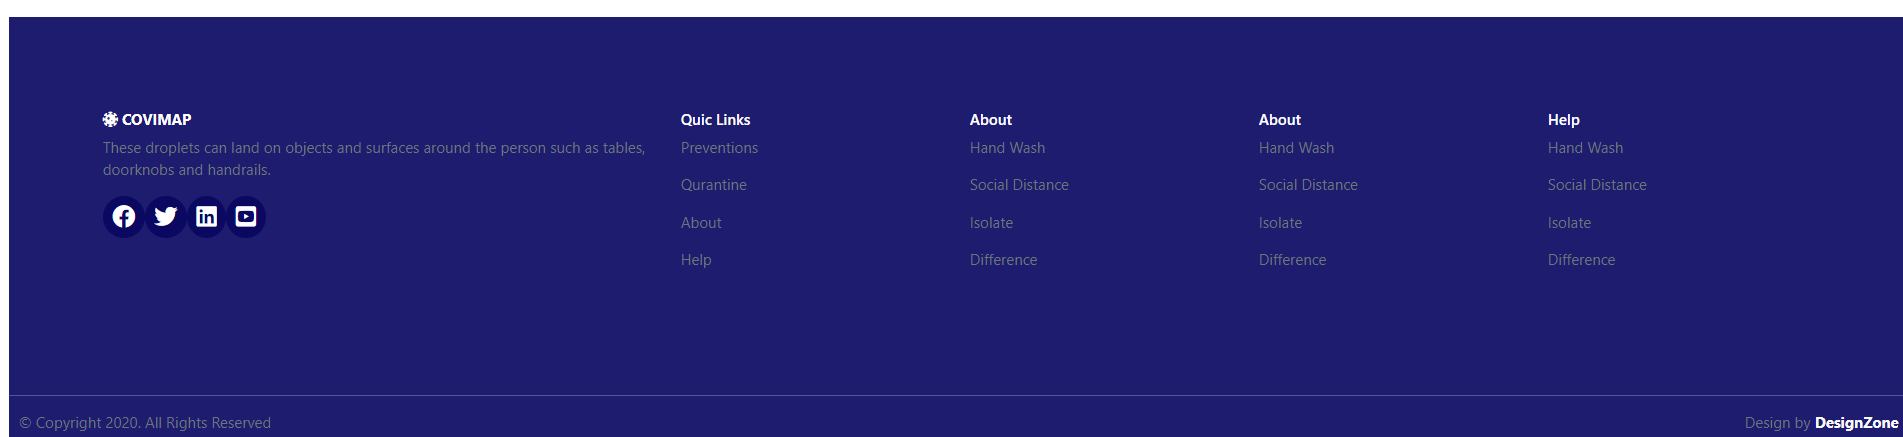 COVIMAP
These droplets can land on objects and surfaces around the person such as tables,
doorknobs and handrails.
Quic Links
Preventions
Qurantine
About
Help
About
Hand Wash
Social Distance
Isolate
Difference
About
Hand Wash
Social Distance
Isolate
Difference
Help
Hand Wash
Social Distance
Isolate
Difference
© Copyright 2020. All Rights Reserved
Design by DesignZone